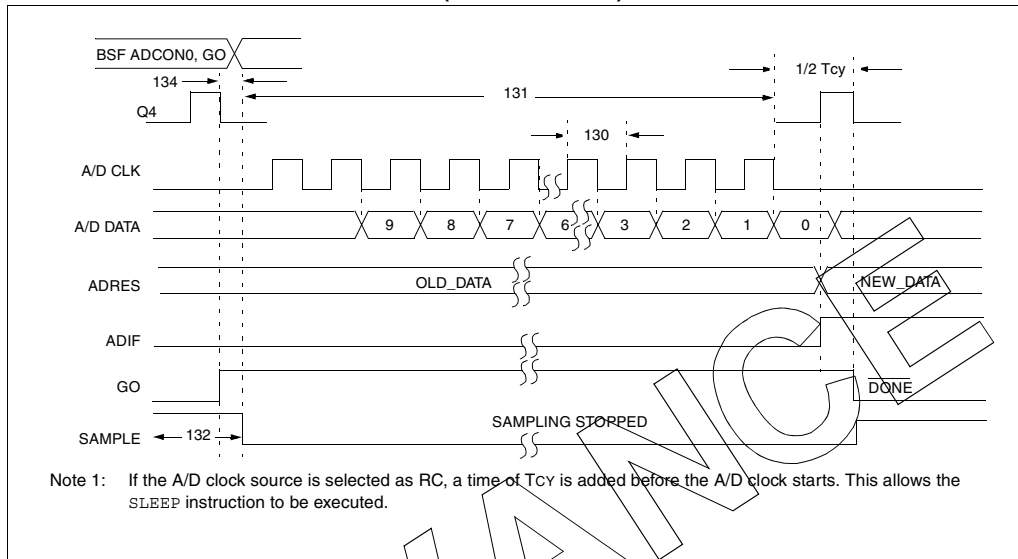 BSF ADCON0, GO
134
1/2 Tcy
131
Q4
130
A/D CLK
A/D DATA
9 8 7 6 3 2 1 0
ADRES
OLD_DATA
NEW_DATA
ADIF
GO
DONE
SAMPLE
132
SAMPLING STOPPED
Note 1: If the A/D clock source is selected as RC, a time of TCY is added before the A/D clock starts. This allows the
SLEEP instruction to be executed.